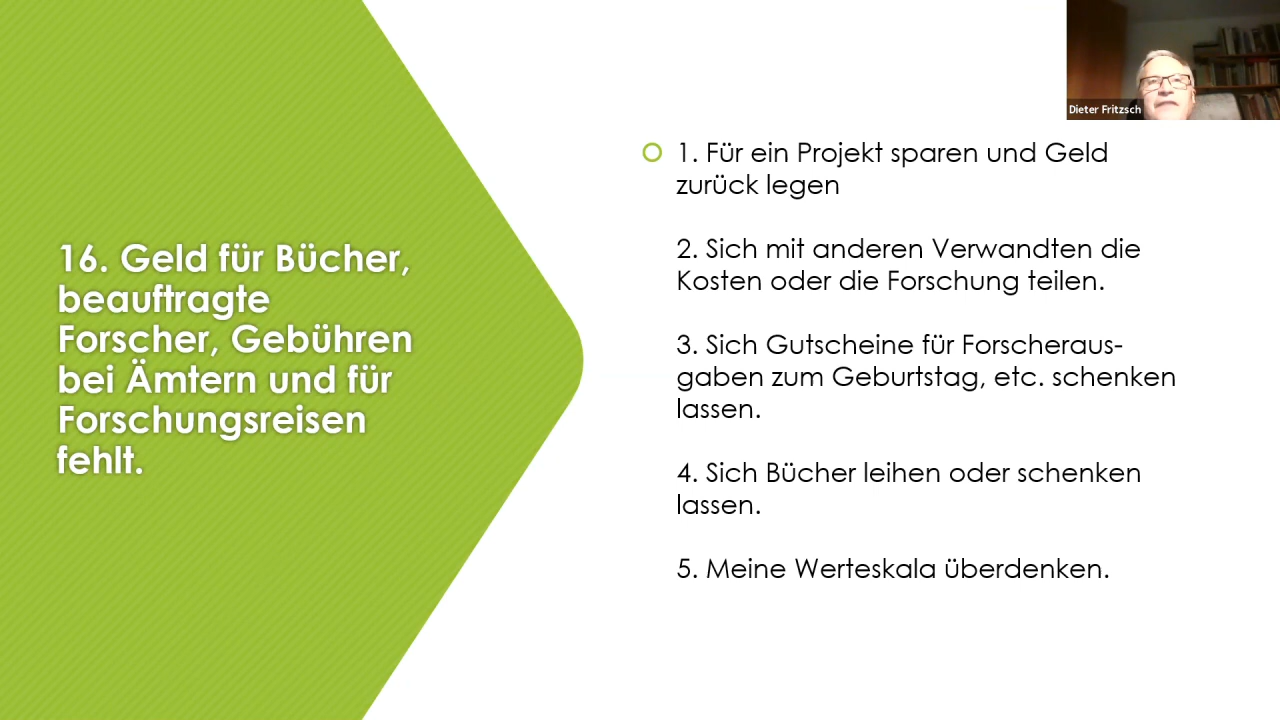 Dieter Fritzsch
16. Geld für Bücher,
beauftragte
Forscher, Gebühren
bei Ämtern und für
Forschungsreisen
fehlt.
1. Für ein Projekt sparen und Geld
zurück legen
2. Sich mit anderen Verwandten die
Kosten oder die Forschung teilen.
3. Sich Gutscheine für Forscheraus-
gaben zum Geburtstag, etc. schenken
lassen.
4. Sich Bücher leihen oder schenken
lassen.
5. Meine Werteskala überdenken.